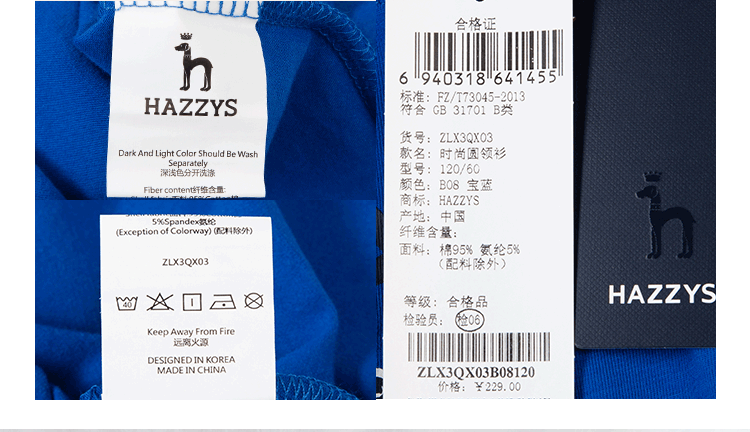 HAZZYS
Dark And Light Color Should Be Wash
Separately
深浅色分开洗涤
Fiber content纤维含量:
5%Spandex氨纶
(Exception of Colorway) (配料除外)
ZLX3QX03
40
Keep Away From Fire
远离火源
DESIGNED IN KOREA
MADE IN CHINA
合格证
6 940318 641455
标准: FZ/T73045-2013
符合 GB 31701 B类
货号: ZLX3QX03
款名: 时尚圆领衫
型号: 120/60
颜色: B08 宝蓝
商标: HAZZYS
产地: 中国
纤维含量:
面料: 棉95% 氨纶5%
(配料除外)
等级: 合格品
检验员: 检06
ZLX3QX03B08120
价格: ¥229.00
HAZZYS